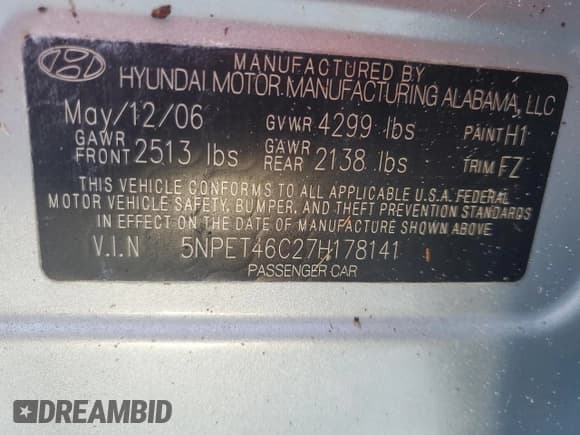 MANUFACTURED BY
HYUNDAI MOTOR MANUFACTURING ALABAMA, LLC
May/12/06 GVWR 4299 lbs PAINT H1
GAWR FRONT 2513 lbs GAWR REAR 2138 lbs TRIM FZ
THIS VEHICLE CONFORMS TO ALL APPLICABLE U.S.A. FEDERAL
MOTOR VEHICLE SAFETY, BUMPER, AND THEFT PREVENTION STANDARDS
IN EFFECT ON THE DATE OF MANUFACTURE SHOWN ABOVE.
V.I.N 5NPET46C27H178141
PASSENGER CAR
DREAMBID